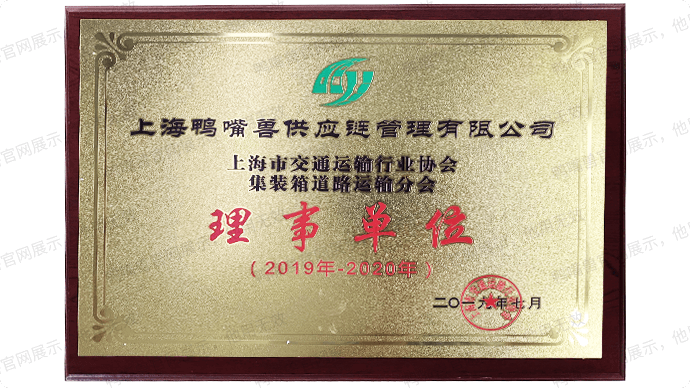 上海鸭嘴兽供应链管理有限公司
上海市交通运输行业协会
集装箱道路运输分会
理事单位
（2019年-2020年）
二〇一九年七月